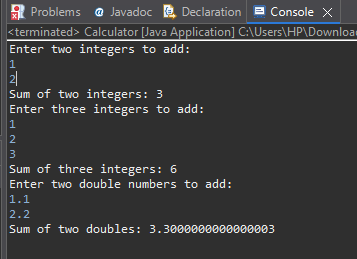 Problems @ Javadoc Declaration Console ×
<terminated> Calculator [Java Application] C:\Users\HP\Downloa
Enter two integers to add:
1
2
Sum of two integers: 3
Enter three integers to add:
1
2
3
Sum of three integers: 6
Enter two double numbers to add:
1.1
2.2
Sum of two doubles: 3.3000000000000003